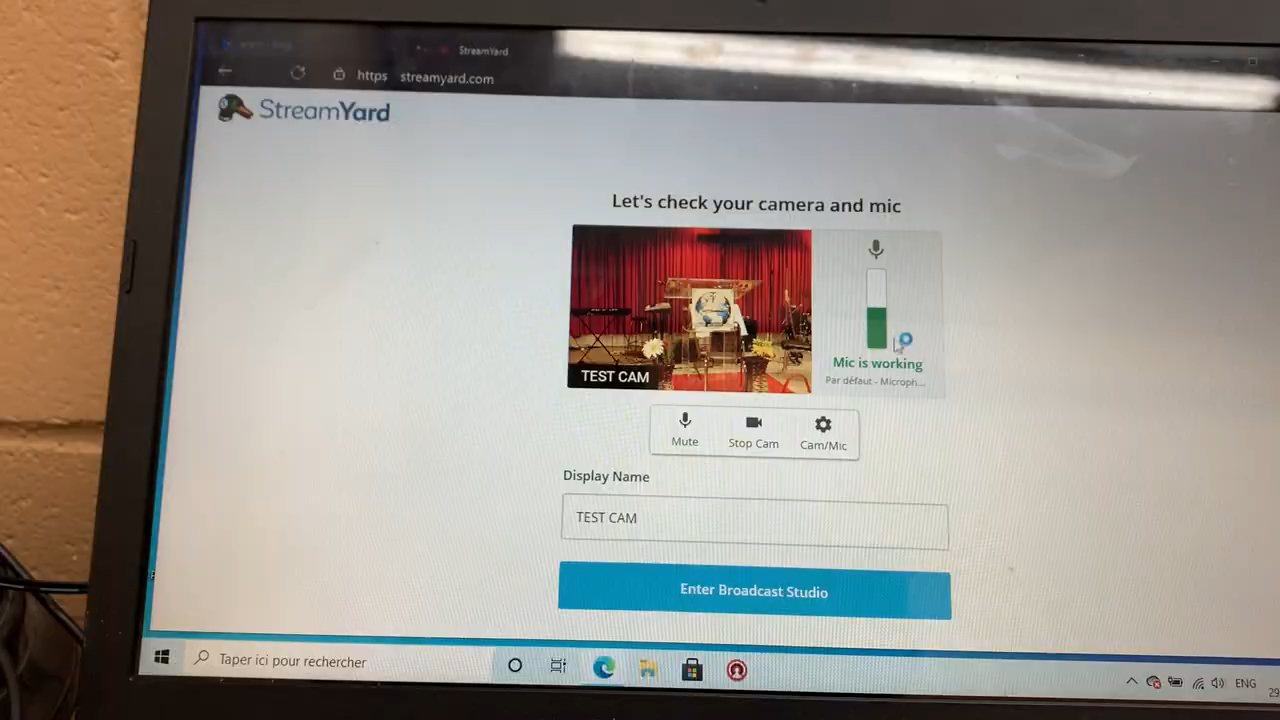 StreamYard
https streamyard.com
StreamYard
Let's check your camera and mic
TEST CAM
Mic is working
Par défaut - Microph...
Mute
Stop Cam
Cam/Mic
Display Name
TEST CAM
Enter Broadcast Studio
Taper ici pour rechercher
ENG
29